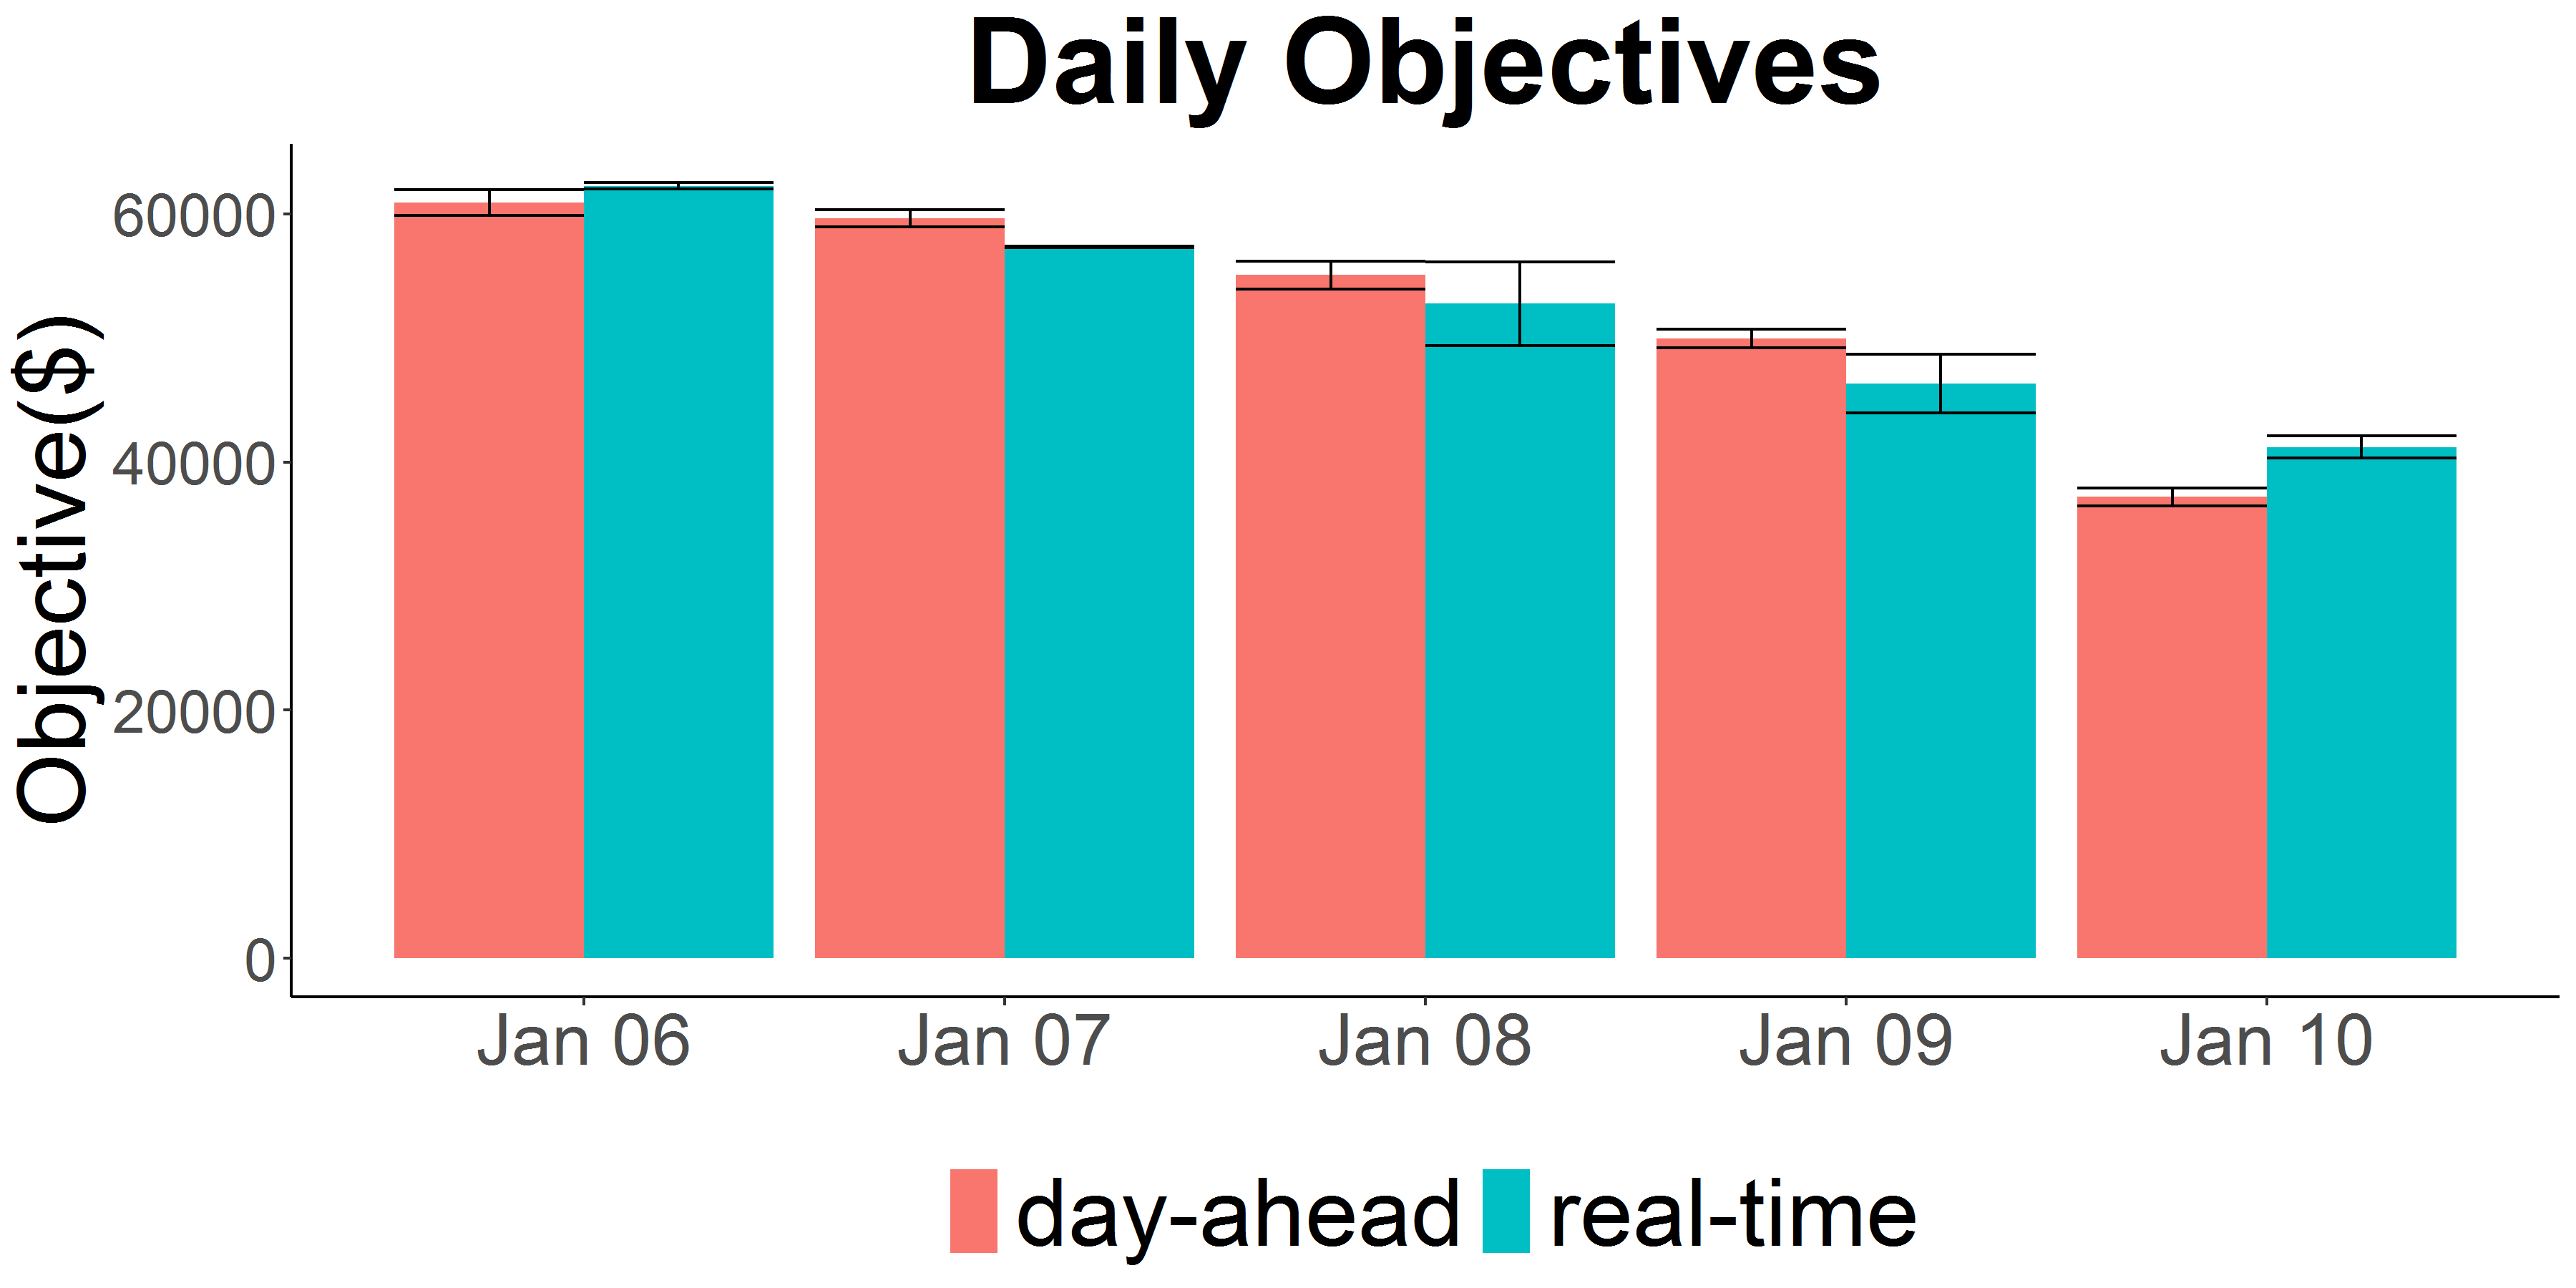 Daily Objectives
Objective($)
60000
40000
20000
0
Jan 06 Jan 07 Jan 08 Jan 09 Jan 10
day-ahead real-time